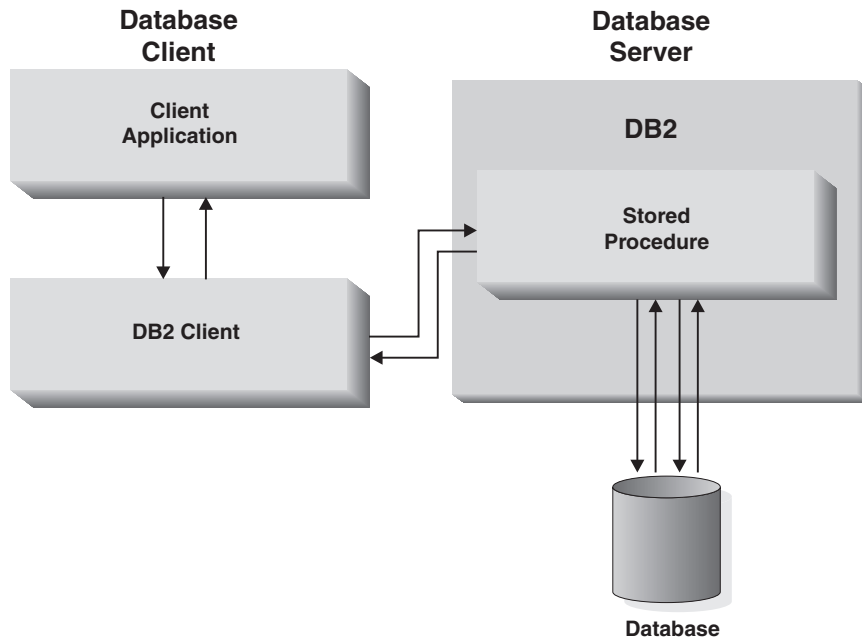 Database
Client
Client
Application
DB2 Client
Database
Server
DB2
Stored
Procedure
Database